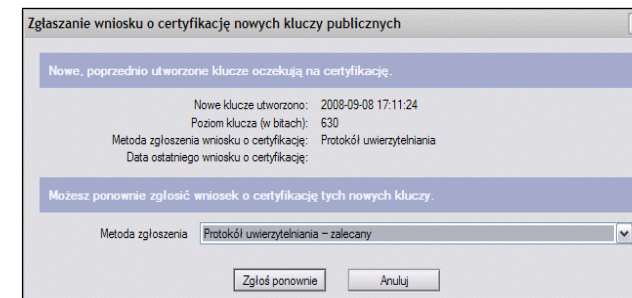 Zgłaszanie wniosku o certyfikację nowych kluczy publicznych
Nowe, poprzednio utworzone klucze oczekują na certyfikację.
Nowe klucze utworzono: 2008-09-08 17:11:24
Poziom klucza (w bitach): 630
Metoda zgłoszenia wniosku o certyfikację: Protokół uwierzytelniania
Data ostatniego wniosku o certyfikację:
Możesz ponownie zgłosić wniosek o certyfikację tych nowych kluczy.
Metoda zgłoszenia Protokół uwierzytelniania – zalecany
Zgłoś ponownie Anuluj